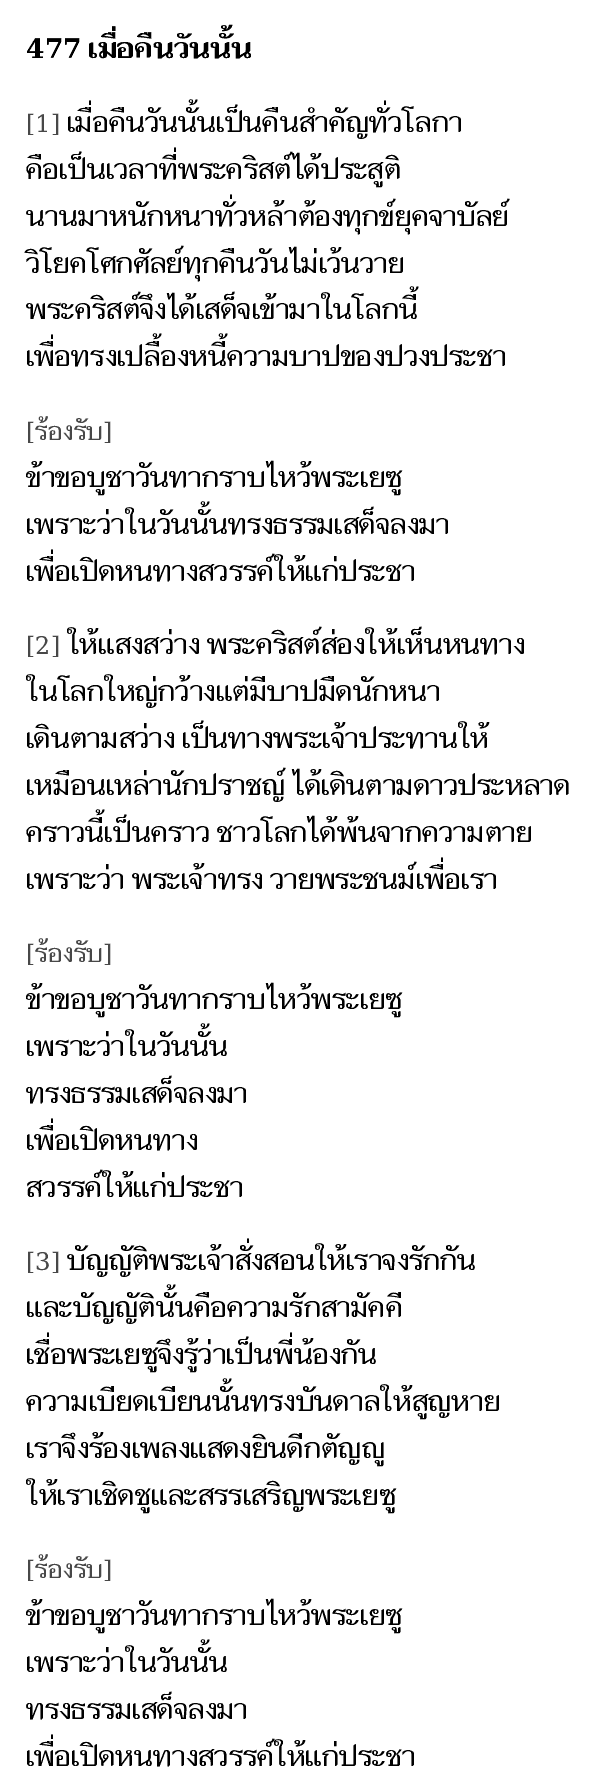 477 เมื่อคืนวันนั้น
[1] เมื่อคืนวันนั้นเป็นคืนสำคัญทั่วโลกา
คือเป็นเวลาที่พระคริสต์ได้ประสูติ
นานมาหนักหนาทั่วหล้าต้องทุกข์ยุคจาบัลย์
วิโยคโศกศัลย์ทุกคืนวันไม่เว้นวาย
พระคริสต์จึงได้เสด็จเข้ามาในโลกนี้
เพื่อทรงเปลื้องหนี้ความบาปของปวงประชา
[ร้องรับ]
ข้าขอบูชาวันทากราบไหว้พระเยซู
เพราะว่าในวันนั้นทรงธรรมเสด็จลงมา
เพื่อเปิดหนทางสวรรค์ให้แก่ประชา
[2] ให้แสงสว่าง พระคริสต์ส่องให้เห็นหนทาง
ในโลกใหญ่กว้างแต่มีบาปมืดนักหนา
เดินตามสว่าง เป็นทางพระเจ้าประทานให้
เหมือนเหล่านักปราชญ์ ได้เดินตามดาวประหลาด
คราวนี้เป็นคราว ชาวโลกได้พ้นจากความตาย
เพราะว่า พระเจ้าทรง วายพระชนม์เพื่อเรา
[ร้องรับ]
ข้าขอบูชาวันทากราบไหว้พระเยซู
เพราะว่าในวันนั้น
ทรงธรรมเสด็จลงมา
เพื่อเปิดหนทาง
สวรรค์ให้แก่ประชา
[3] บัญญัติพระเจ้าสั่งสอนให้เราจงรักกัน
และบัญญัตินั้นคือความรักสามัคคี
เชื่อพระเยซูจึงรู้ว่าเป็นพี่น้องกัน
ความเบียดเบียนนั้นทรงบันดาลให้สูญหาย
เราจึงร้องเพลงแสดงยินดีกตัญญู
ให้เราเชิดชูและสรรเสริญพระเยซู
[ร้องรับ]
ข้าขอบูชาวันทากราบไหว้พระเยซู
เพราะว่าในวันนั้น
ทรงธรรมเสด็จลงมา
เพื่อเปิดหนทางสวรรค์ให้แก่ประชา